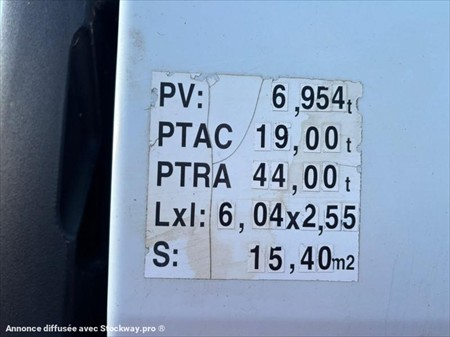 PV: 6,954t
PTAC 19,00t
PTRA 44,00t
Lxl: 6,04x2,55
S: 15,40m2
Annonce diffusée avec Stockway.pro ®